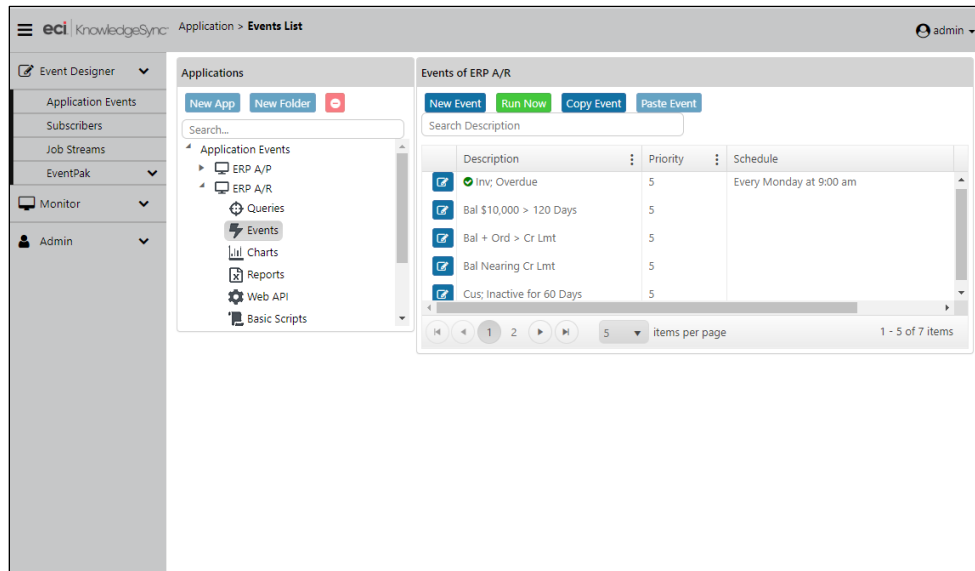 eci KnowledgeSync Application > Events List admin
Event Designer
Application Events
Subscribers
Job Streams
EventPak
Monitor
Admin
Applications
New App New Folder
Search...
Application Events
ERP A/P
ERP A/R
Queries
Events
Charts
Reports
Web API
Basic Scripts
Events of ERP A/R
New Event Run Now Copy Event Paste Event
Search Description
Description Priority Schedule
Inv; Overdue 5 Every Monday at 9:00 am
Bal $10,000 > 120 Days 5
Bal + Ord > Cr Lmt 5
Bal Nearing Cr Lmt 5
Cus; Inactive for 60 Days 5
1 2 5 items per page 1 - 5 of 7 items